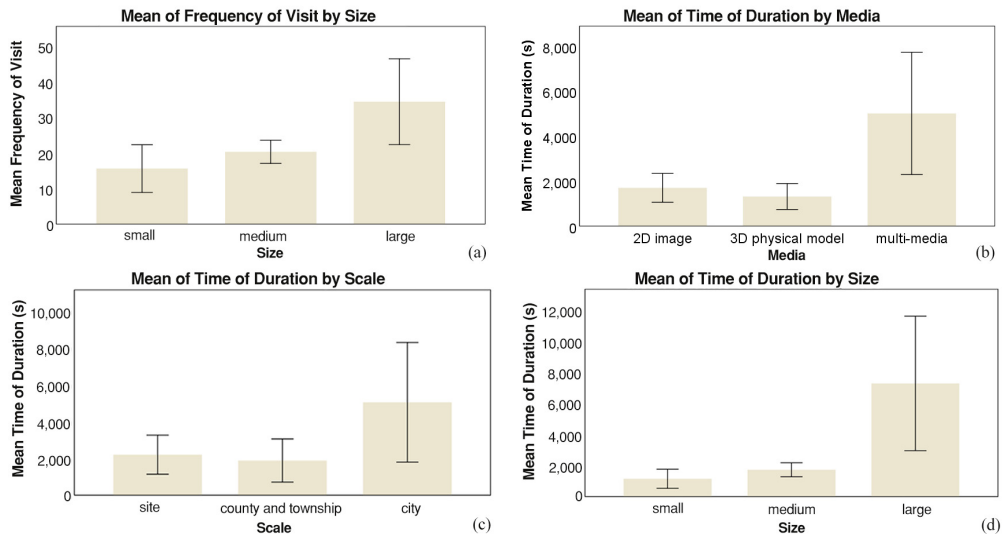 Mean of Frequency of Visit by Size
Mean Frequency of Visit
50
40
30
20
10
0
small medium large
Size
(a)
Mean of Time of Duration by Media
Mean Time of Duration (s)
8,000
6,000
4,000
2,000
0
2D image 3D physical model multi-media
Media
(b)
Mean of Time of Duration by Scale
Mean Time of Duration (s)
10,000
8,000
6,000
4,000
2,000
0
site county and township city
Scale
(c)
Mean of Time of Duration by Size
Mean Time of Duration (s)
12,000
10,000
8,000
6,000
4,000
2,000
0
small medium large
Size
(d)